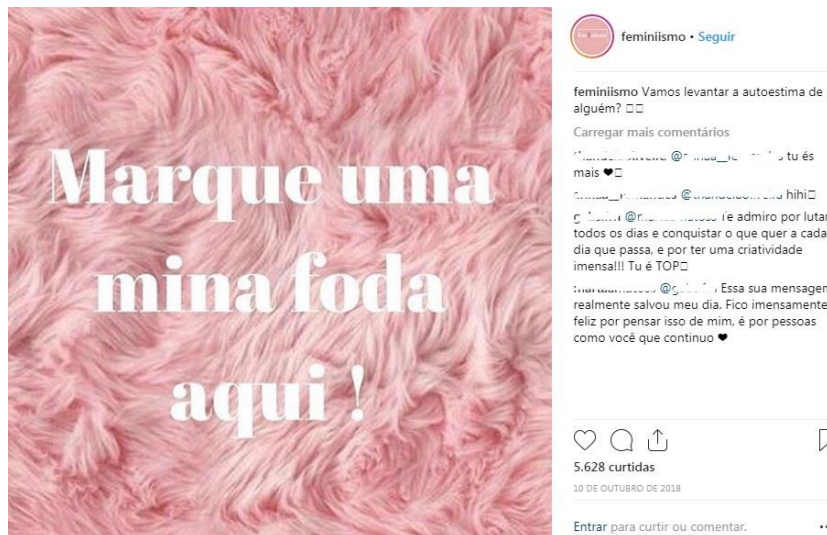 Marque uma
mina foda
aqui !
feminiismo • Seguir
feminiismo Vamos levantar a autoestima de
alguém? □□
Carregar mais comentários
tu és
mais ❤□
hihi□
Te admiro por lutar
todos os dias e conquistar o que quer a cada
dia que passa, e por ter uma criatividade
imensa!!! Tu é TOP□
Essa sua mensagem
realmente salvou meu dia. Fico imensamente
feliz por pensar isso de mim, é por pessoas
como você que continuo ❤
5.628 curtidas
10 DE OUTUBRO DE 2018
Entrar para curtir ou comentar.